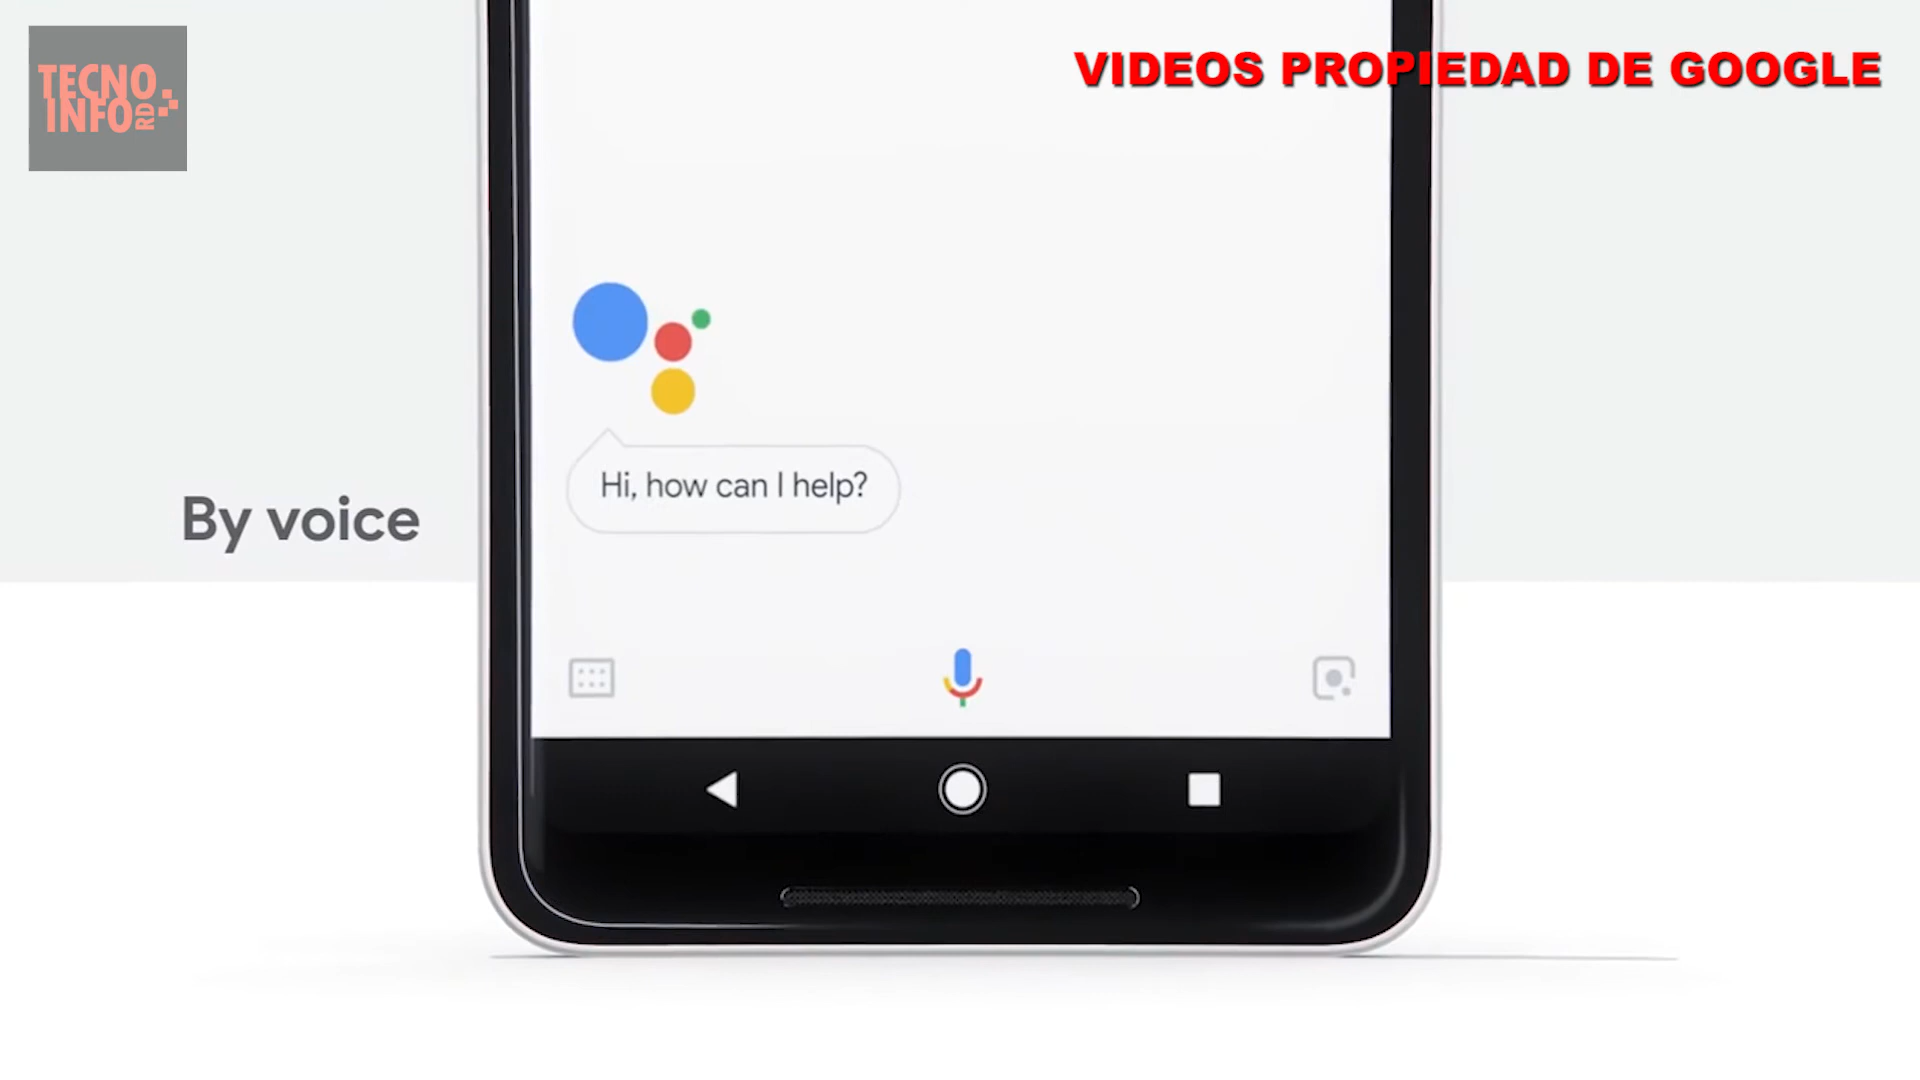 TECNO
INFO RD
VIDEOS PROPIEDAD DE GOOGLE
Hi, how can I help?
By voice